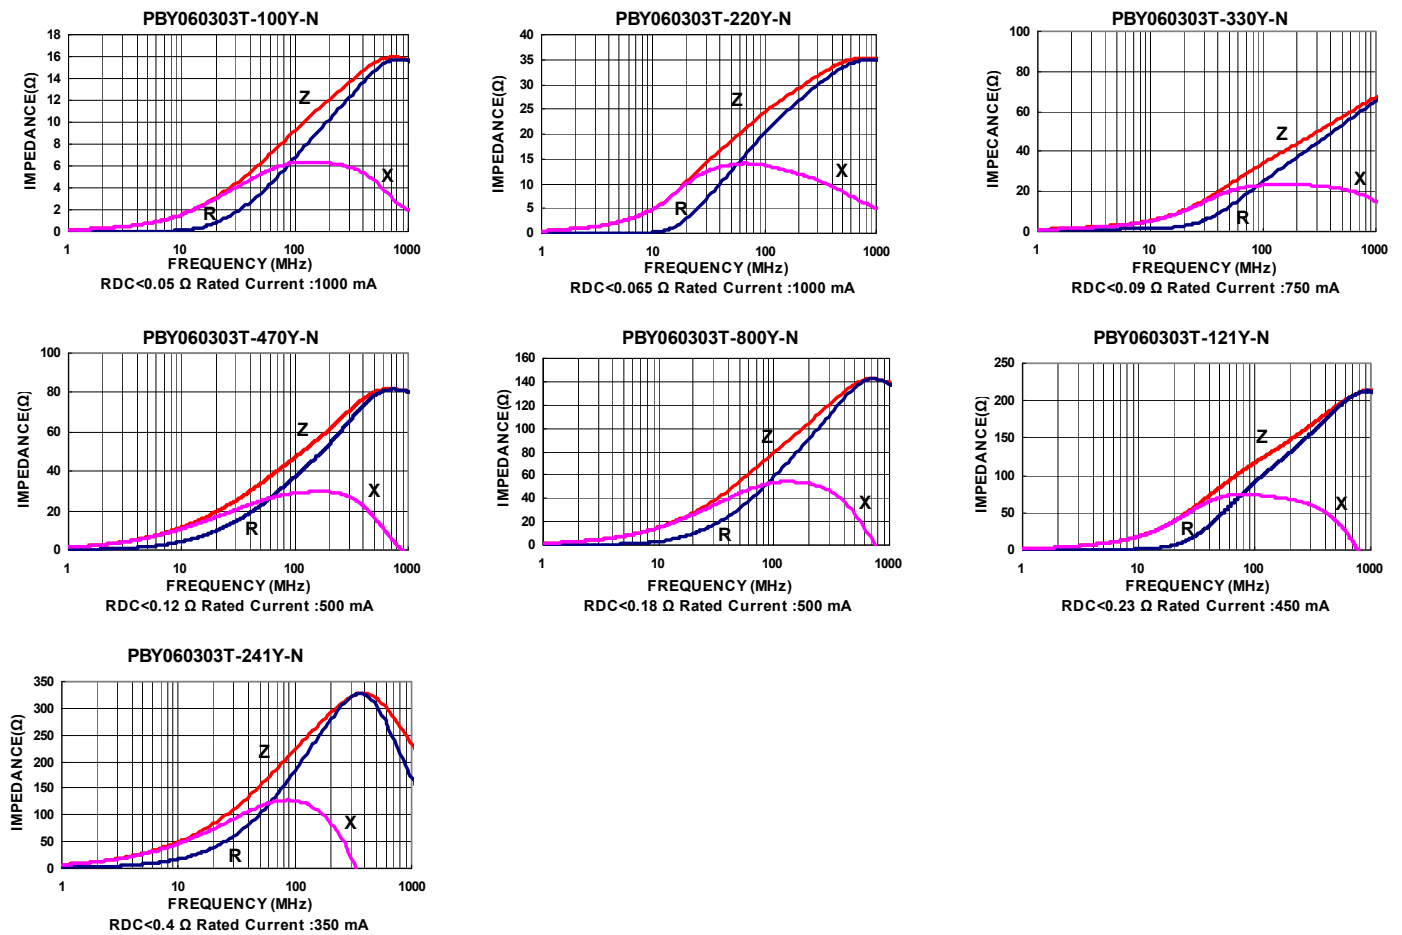 PBY060303T-100Y-N
18
16
14
12
10
8
6
4
2
0
IMPEDANCE(Ω)
Z
X
R
1 10 100 1000
FREQUENCY (MHz)
RDC<0.05 Ω Rated Current :1000 mA
PBY060303T-220Y-N
40
35
30
25
20
15
10
5
0
IMPEDANCE(Ω)
Z
X
R
1 10 100 1000
FREQUENCY (MHz)
RDC<0.065 Ω Rated Current :1000 mA
PBY060303T-330Y-N
100
80
60
40
20
0
IMPECANCE(Ω)
Z
X
R
1 10 100 1000
FREQUENCY (MHz)
RDC<0.09 Ω Rated Current :750 mA
PBY060303T-470Y-N
100
80
60
40
20
0
IMPEDANCE(Ω)
Z
X
R
1 10 100 1000
FREQUENCY (MHz)
RDC<0.12 Ω Rated Current :500 mA
PBY060303T-800Y-N
160
140
120
100
80
60
40
20
0
IMPEDANCE(Ω)
Z
X
R
1 10 100 1000
FREQUENCY (MHz)
RDC<0.18 Ω Rated Current :500 mA
PBY060303T-121Y-N
250
200
150
100
50
0
IMPEDANCE(Ω)
Z
X
R
1 10 100 1000
FREQUENCY (MHz)
RDC<0.23 Ω Rated Current :450 mA
PBY060303T-241Y-N
350
300
250
200
150
100
50
0
IMPEDANCE(Ω)
Z
X
R
1 10 100 1000
FREQUENCY (MHz)
RDC<0.4 Ω Rated Current :350 mA